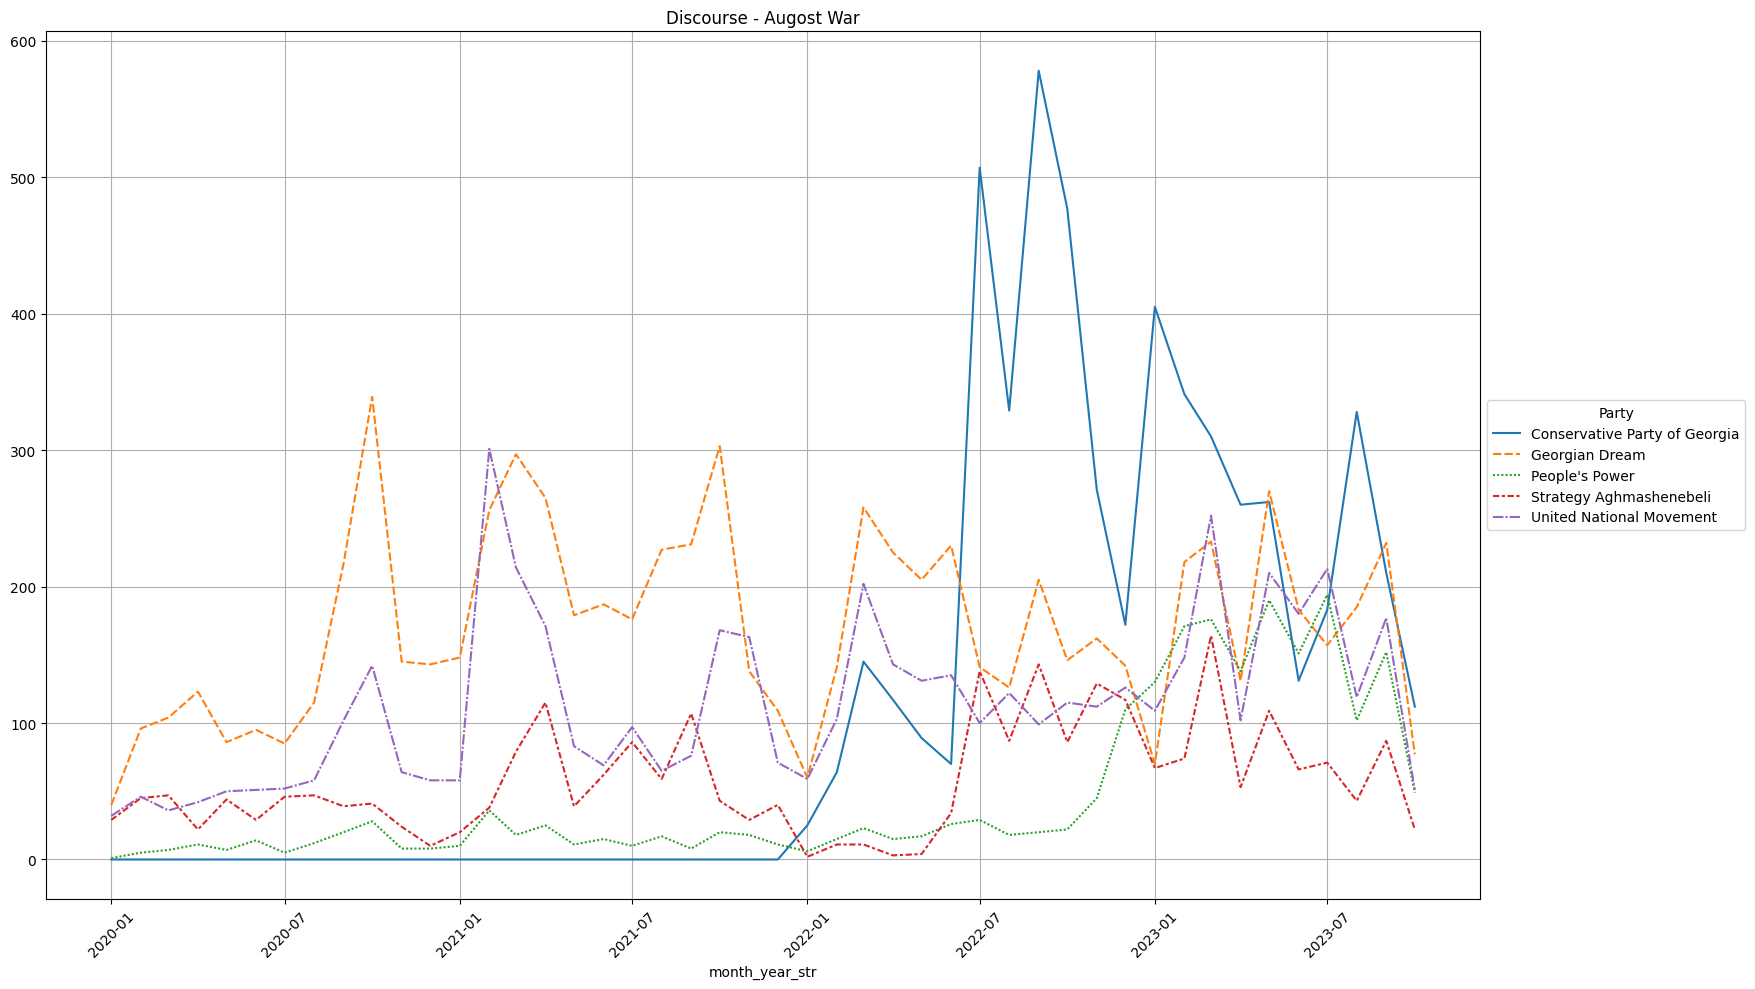 Discourse - Augost War
600
500
400
300
200
100
0
2020-01
2020-07
2021-01
2021-07
2022-01
2022-07
2023-01
2023-07
month_year_str
Party
Conservative Party of Georgia
Georgian Dream
People's Power
Strategy Aghmashenebeli
United National Movement